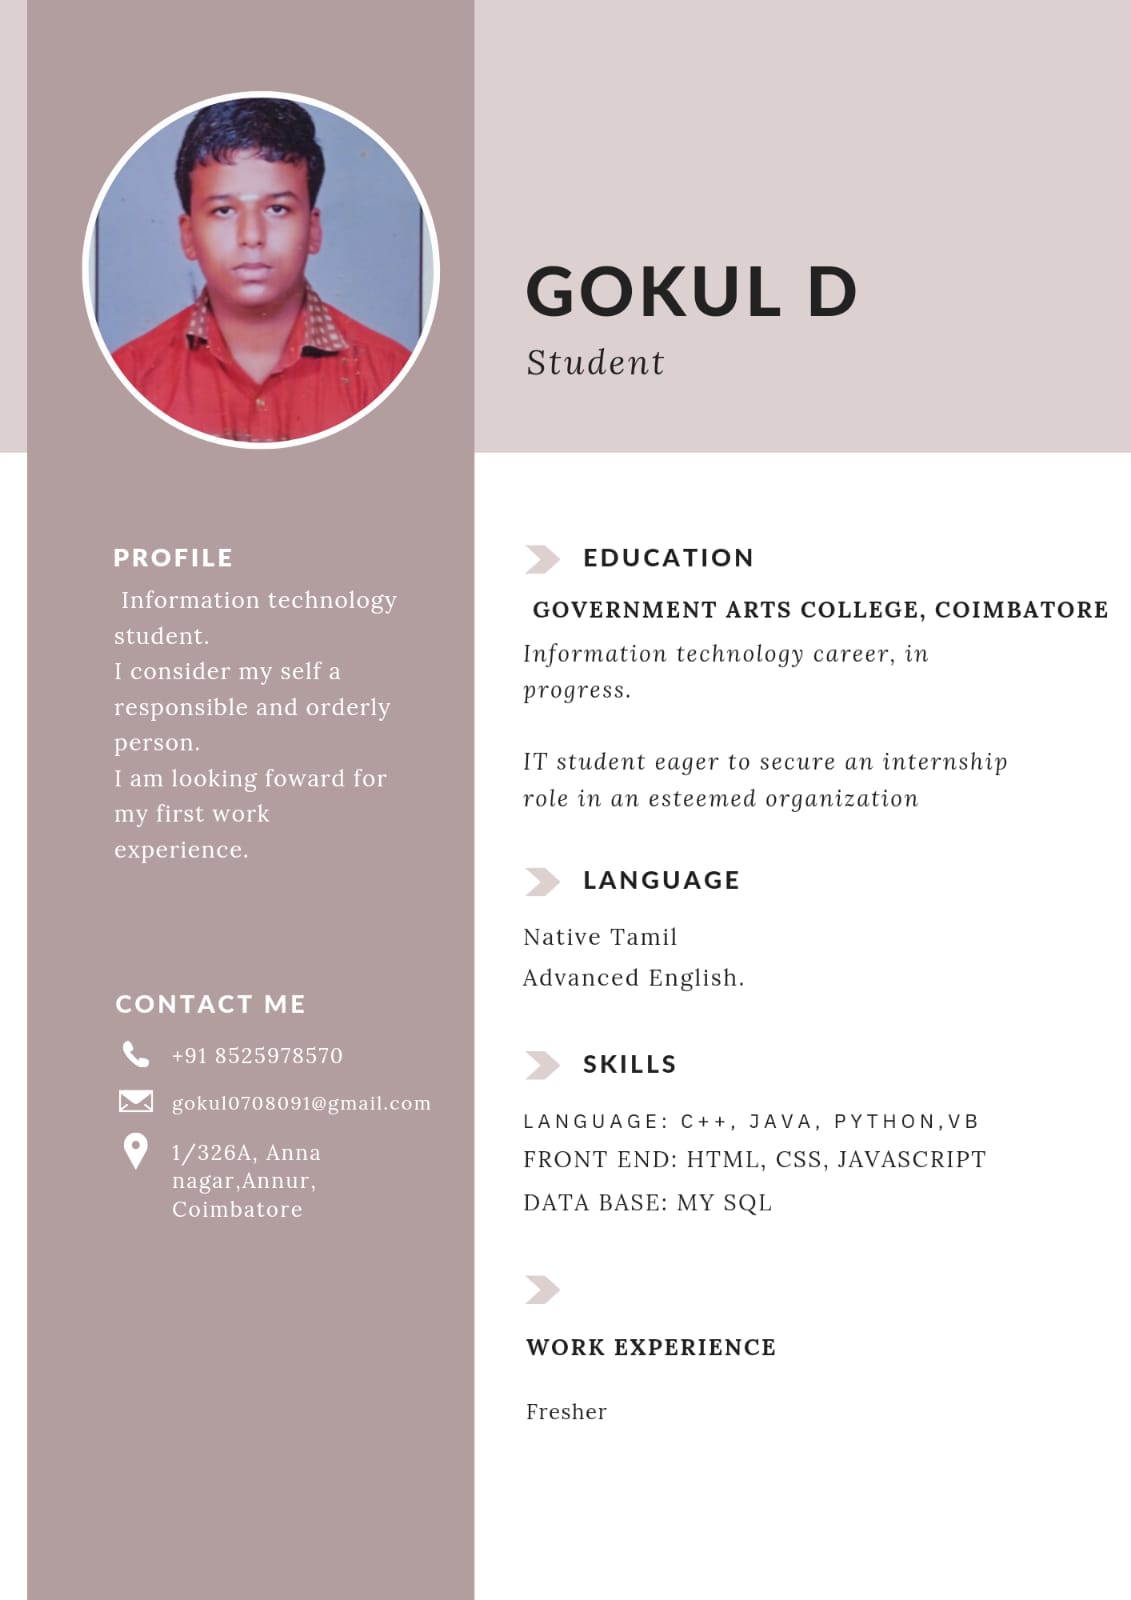 GOKUL D
Student
PROFILE
Information technology
student.
I consider my self a
responsible and orderly
person.
I am looking foward for
my first work
experience.
CONTACT ME
+91 8525978570
gokul0708091@gmail.com
1/326A, Anna
nagar,Annur,
Coimbatore
EDUCATION
GOVERNMENT ARTS COLLEGE, COIMBATORE
Information technology career, in
progress.
IT student eager to secure an internship
role in an esteemed organization
LANGUAGE
Native Tamil
Advanced English.
SKILLS
LANGUAGE: C++, JAVA, PYTHON,VB
FRONT END: HTML, CSS, JAVASCRIPT
DATA BASE: MY SQL
WORK EXPERIENCE
Fresher